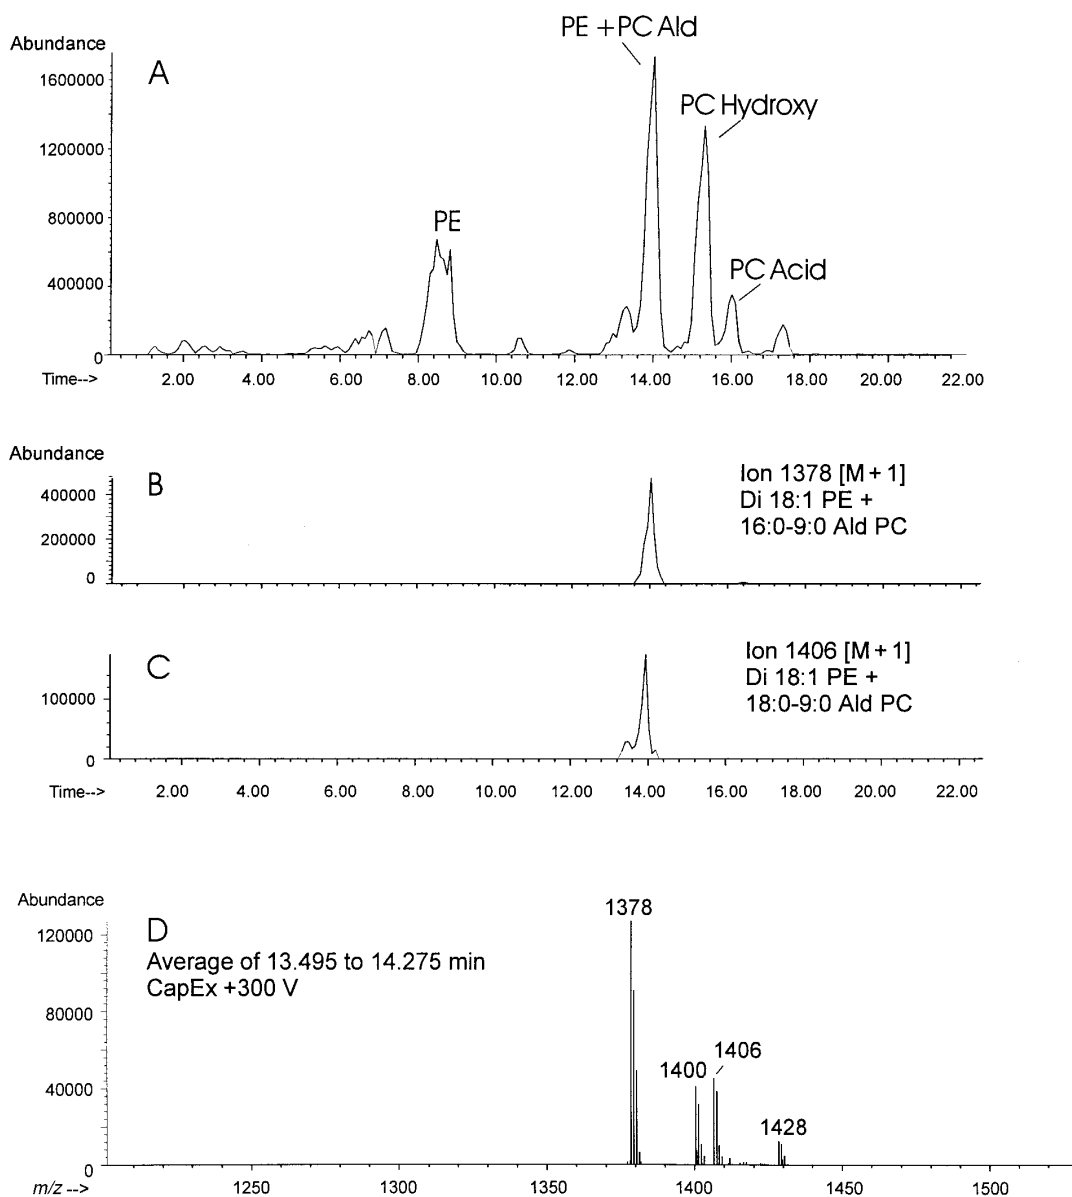 PE +PC Ald
Abundance
A
1600000
PC Hydroxy
1200000
800000
PE
PC Acid
400000
0
Time--> 2.00 4.00 6.00 8.00 10.00 12.00 14.00 16.00 18.00 20.00 22.00
Abundance
B
Ion 1378 [M + 1]
400000
Di 18:1 PE +
16:0-9:0 Ald PC
200000
0
C
Ion 1406 [M + 1]
Di 18:1 PE +
18:0-9:0 Ald PC
100000
0
Time--> 2.00 4.00 6.00 8.00 10.00 12.00 14.00 16.00 18.00 20.00 22.00
Abundance
1378
D
120000
Average of 13.495 to 14.275 min
CapEx +300 V
80000
1406
1400
40000
1428
0
m/z --> 1250 1300 1350 1400 1450 1500